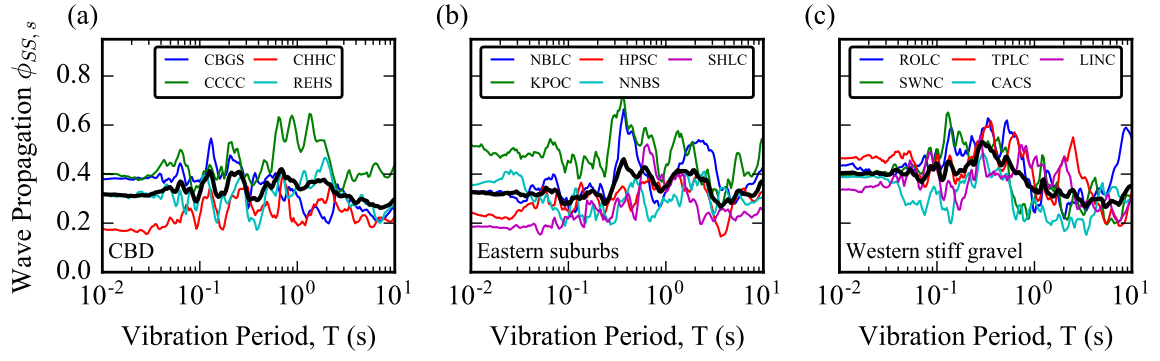 (a) (b) (c)
Wave Propagation ϕSS, s
0.8
0.6
0.4
0.2
0.0
CBGS CHHC
CCCC REHS
CBD
10-2 10-1 100 101
Vibration Period, T (s)
NBLC HPSC SHLC
KPOC NNBS
Eastern suburbs
10-2 10-1 100 101
Vibration Period, T (s)
ROLC TPLC LINC
SWNC CACS
Western stiff gravel
10-2 10-1 100 101
Vibration Period, T (s)